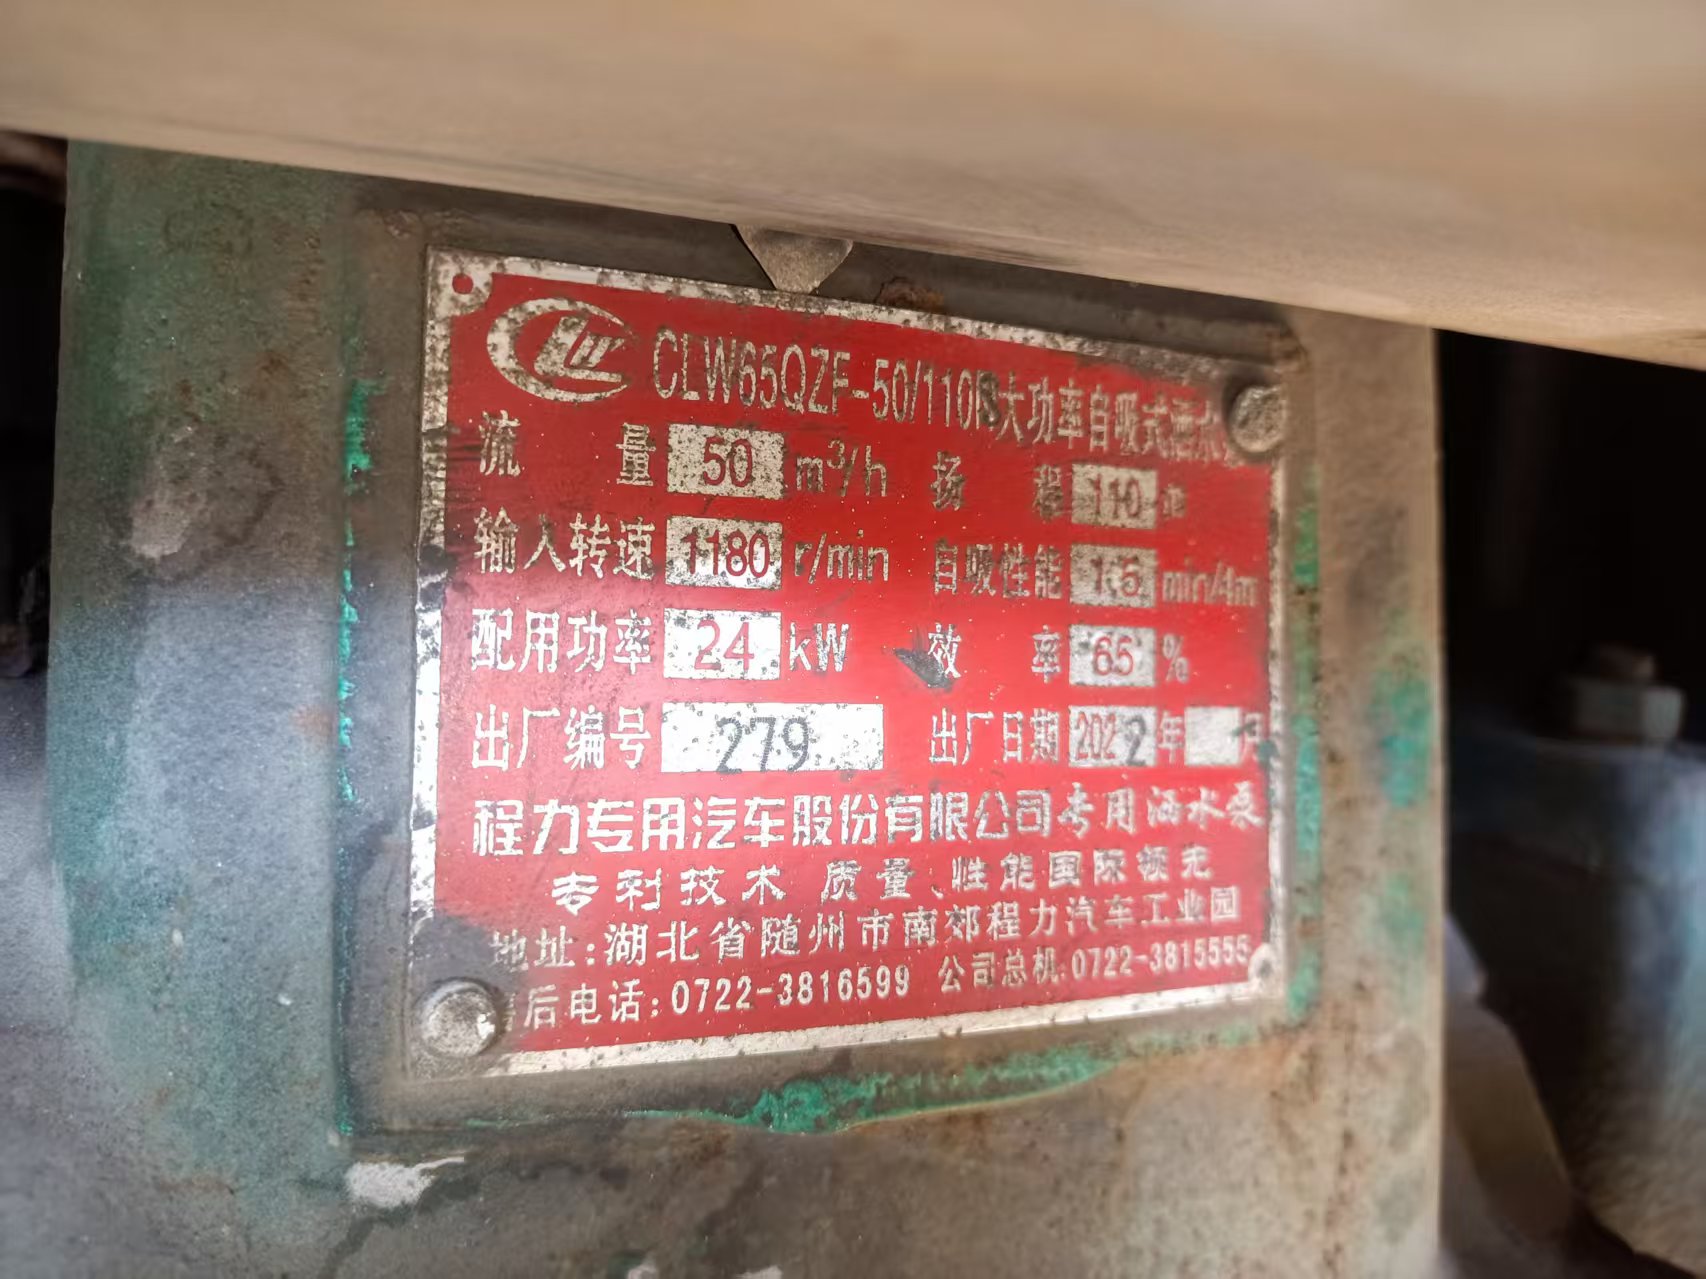 CLW CLW65QZF-50/110 大功率自吸式洒水
流 量 50 m³/h 扬 程 110 m
输入转速 1180 r/min 自吸性能 1.5 min/4m
配用功率 24 kW 效 率 65 %
出厂编号 279 出厂日期 2022 年 月
程力专用汽车股份有限公司专用洒水泵
专利技术 质量、性能国际领先
地址:湖北省随州市南郊程力汽车工业园
后电话:0722-3816599 公司总机:0722-3815555